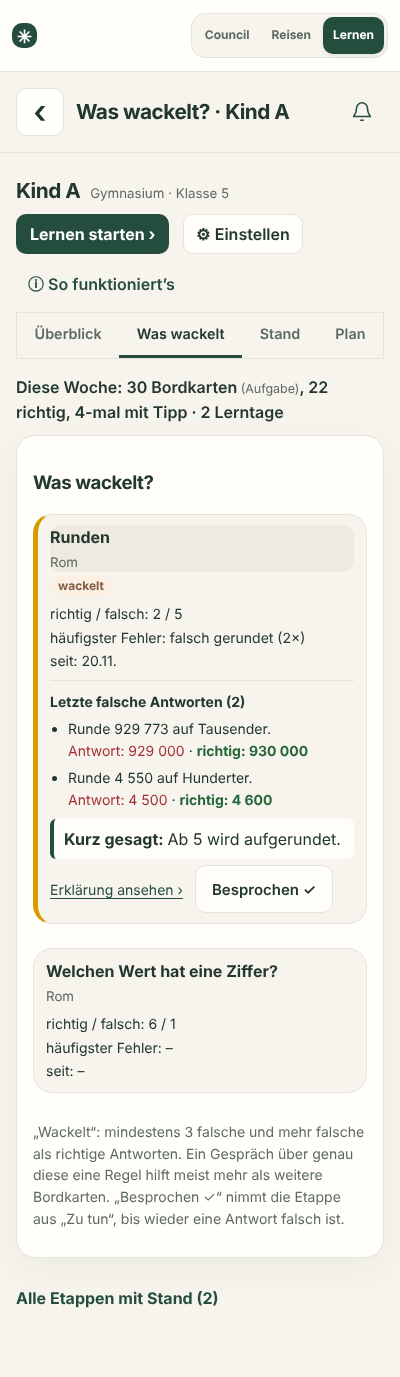 Council Reisen Lernen
‹ Was wackelt? · Kind A
Kind A Gymnasium · Klasse 5
Lernen starten › ⚙ Einstellen
ⓘ So funktioniert’s
Überblick Was wackelt Stand Plan
Diese Woche: 30 Bordkarten (Aufgabe), 22
richtig, 4-mal mit Tipp · 2 Lerntage
Was wackelt?
Runden
Rom
wackelt
richtig / falsch: 2 / 5
häufigster Fehler: falsch gerundet (2×)
seit: 20.11.
Letzte falsche Antworten (2)
• Runde 929 773 auf Tausender.
Antwort: 929 000 · richtig: 930 000
• Runde 4 550 auf Hunderter.
Antwort: 4 500 · richtig: 4 600
Kurz gesagt: Ab 5 wird aufgerundet.
Erklärung ansehen › Besprochen ✓
Welchen Wert hat eine Ziffer?
Rom
richtig / falsch: 6 / 1
häufigster Fehler: –
seit: –
„Wackelt“: mindestens 3 falsche und mehr falsche
als richtige Antworten. Ein Gespräch über genau
diese eine Regel hilft meist mehr als weitere
Bordkarten. „Besprochen ✓“ nimmt die Etappe
aus „Zu tun“, bis wieder eine Antwort falsch ist.
Alle Etappen mit Stand (2)